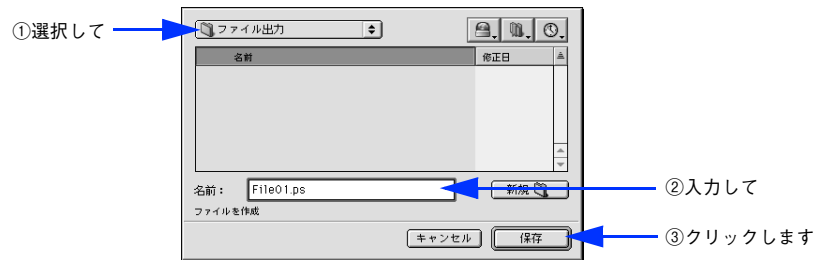 ①選択して
ファイル出力
名前
修正日
名前：
File01.ps
新規
②入力して
ファイルを作成
キャンセル
保存
③クリックします